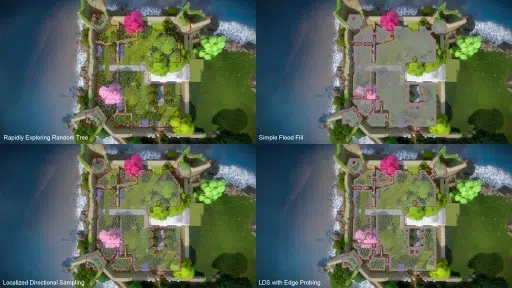 Rapidly Exploring Random Tree
Simple Flood Fill
Localized Directional Sampling
LDS with Edge Probing